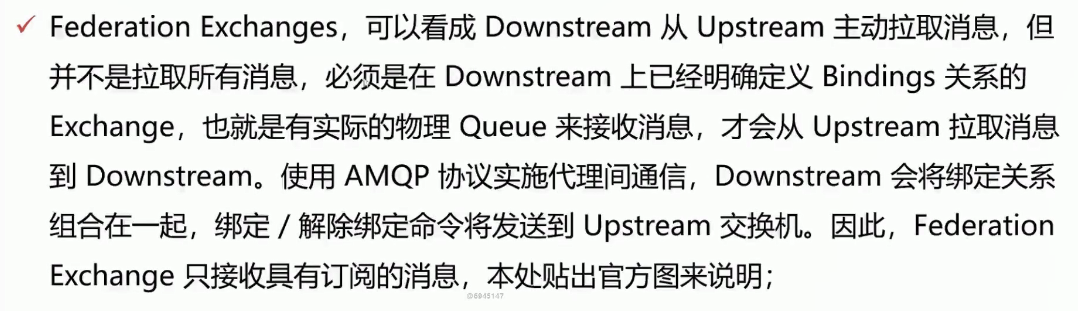 ✓ Federation Exchanges，可以看成 Downstream 从 Upstream 主动拉取消息，但
并不是拉取所有消息，必须是在 Downstream 上已经明确定义 Bindings 关系的
Exchange，也就是有实际的物理 Queue 来接收消息，才会从 Upstream 拉取消息
到 Downstream。使用 AMQP 协议实施代理间通信，Downstream 会将绑定关系
组合在一起，绑定 / 解除绑定命令将发送到 Upstream 交换机。因此，Federation
Exchange 只接收具有订阅的消息，本处贴出官方图来说明；
@8945147